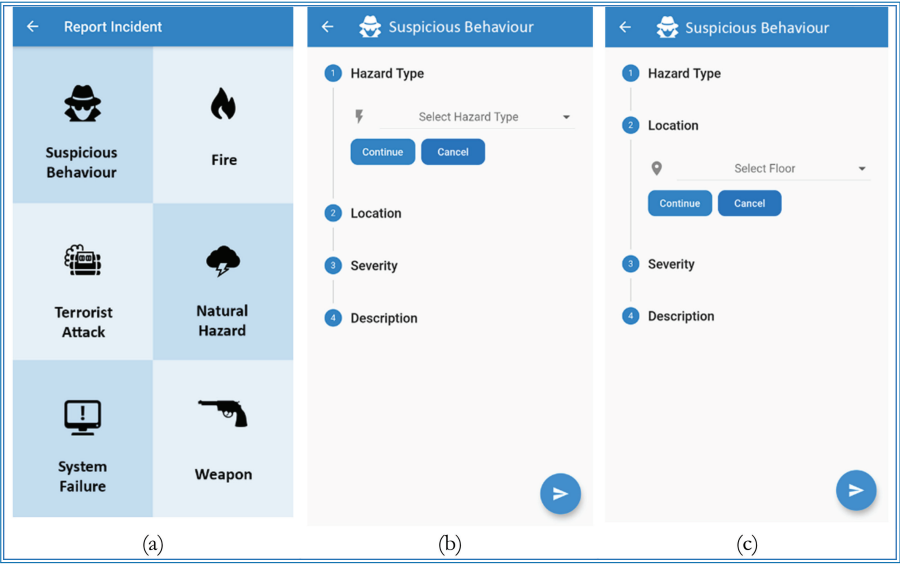 Report Incident
Suspicious
Behaviour
Fire
Terrorist
Attack
Natural
Hazard
!
System
Failure
Weapon
(a)
Suspicious Behaviour
1 Hazard Type
Select Hazard Type
Continue Cancel
2 Location
3 Severity
4 Description
(b)
Suspicious Behaviour
1 Hazard Type
2 Location
Select Floor
Continue Cancel
3 Severity
4 Description
(c)